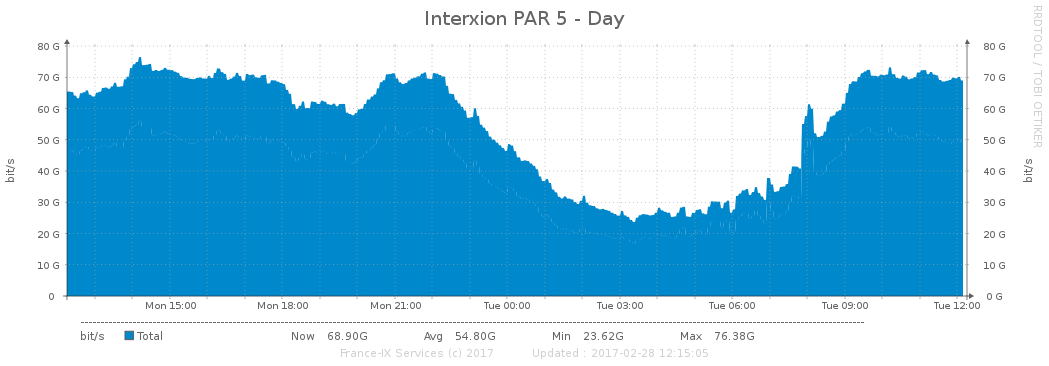 Interxion PAR 5 - Day
RRDTOOL / TOBI OETIKER
80 G 80 G
70 G 70 G
60 G 60 G
50 G 50 G
40 G 40 G
30 G 30 G
20 G 20 G
10 G 10 G
0 0 G
bit/s bit/s
Mon 15:00 Mon 18:00 Mon 21:00 Tue 00:00 Tue 03:00 Tue 06:00 Tue 09:00 Tue 12:00
bit/s Total Now 68.90G Avg 54.80G Min 23.62G Max 76.38G
France-IX Services (c) 2017 Updated : 2017-02-28 12:15:05